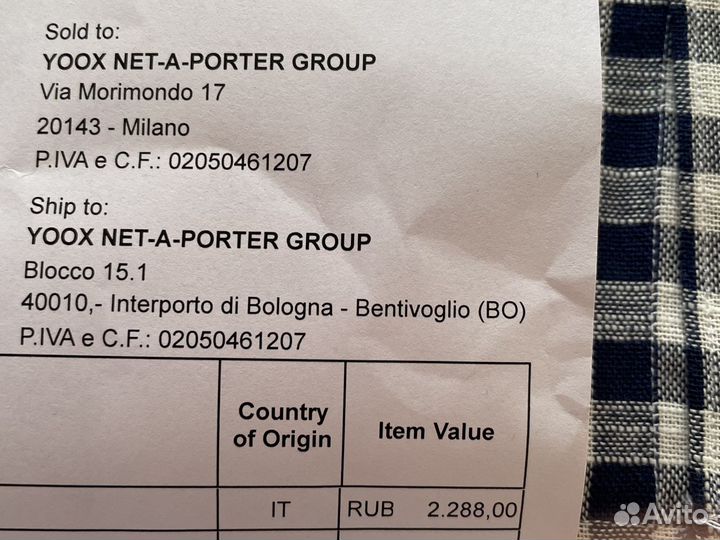 Sold to:
YOOX NET-A-PORTER GROUP
Via Morimondo 17
20143 - Milano
P.IVA e C.F.: 02050461207
Ship to:
YOOX NET-A-PORTER GROUP
Blocco 15.1
40010,- Interporto di Bologna - Bentivoglio (BO)
P.IVA e C.F.: 02050461207
Country
of Origin
Item Value
IT RUB 2.288,00
Avito